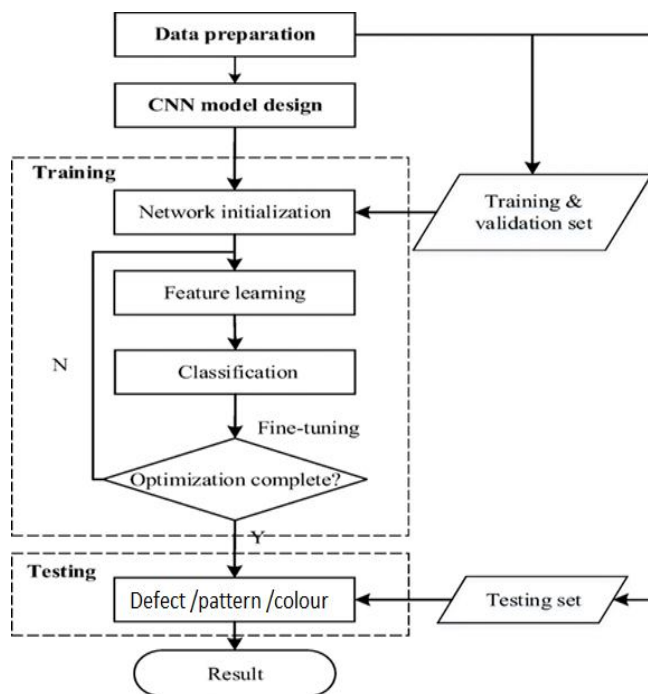 Data preparation
CNN model design
Training
Network initialization
Training &
validation set
Feature learning
N
Classification
Fine-tuning
Optimization complete?
Y
Testing
Defect /pattern /colour
Testing set
Result